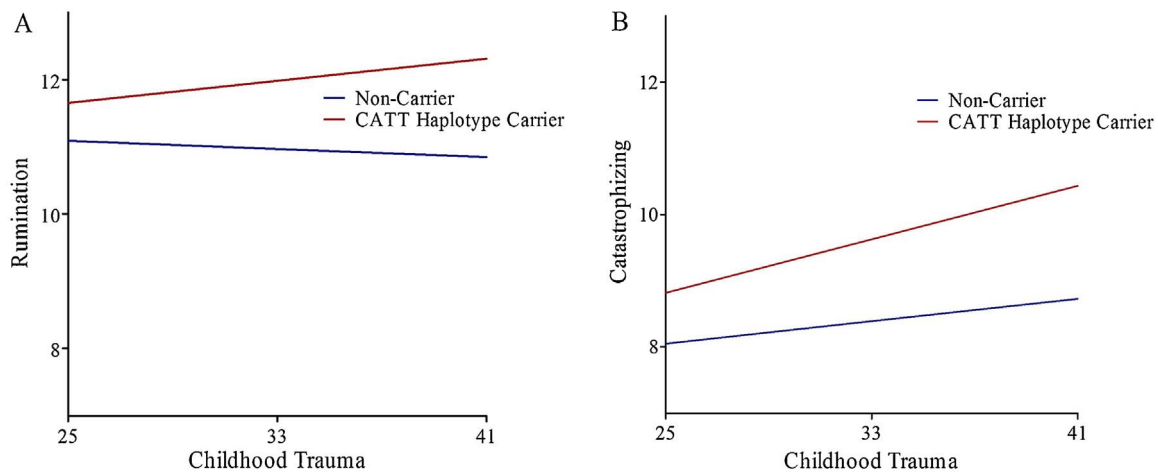 A
Rumination
12
10
8
Non-Carrier
CATT Haplotype Carrier
25
33
41
Childhood Trauma
B
Catastrophizing
12
10
8
Non-Carrier
CATT Haplotype Carrier
25
33
41
Childhood Trauma